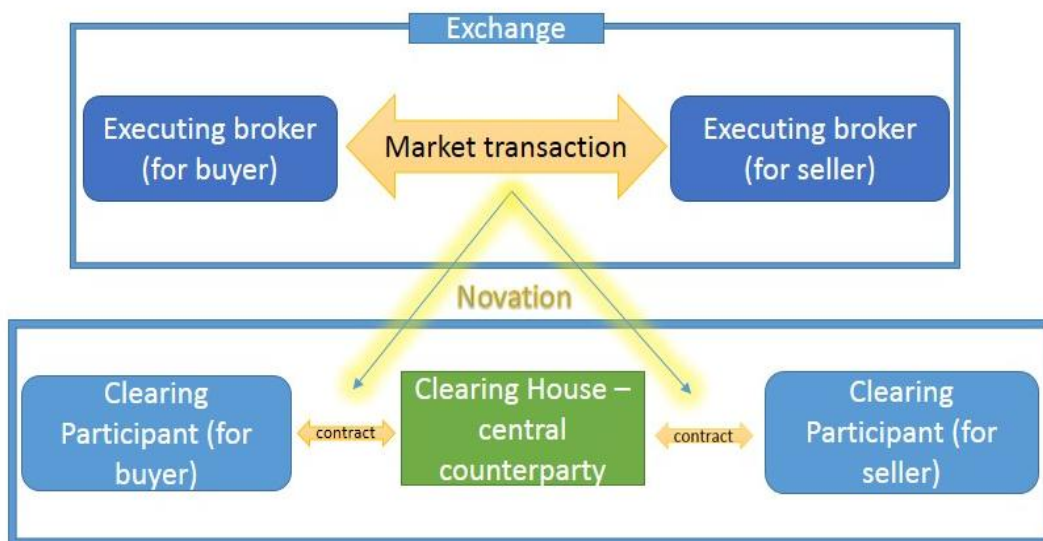 Exchange
Executing broker
(for buyer)
Market transaction
Executing broker
(for seller)
Novation
Clearing
Participant (for
buyer)
contract
Clearing House –
central
counterparty
contract
Clearing
Participant (for
seller)